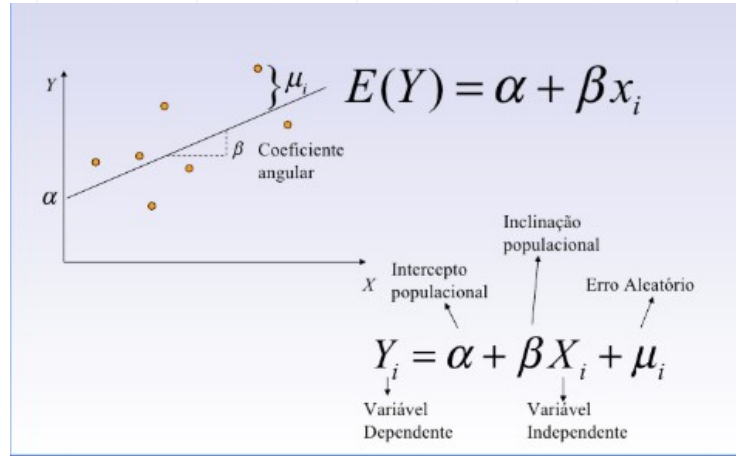 Y
} μᵢ
E(Y) = α + βxᵢ
β
Coeficiente
angular
α
X
Inclinação
populacional
Intercepto
populacional
Erro Aleatório
Yᵢ = α + βXᵢ + μᵢ
Variável
Dependente
Variável
Independente